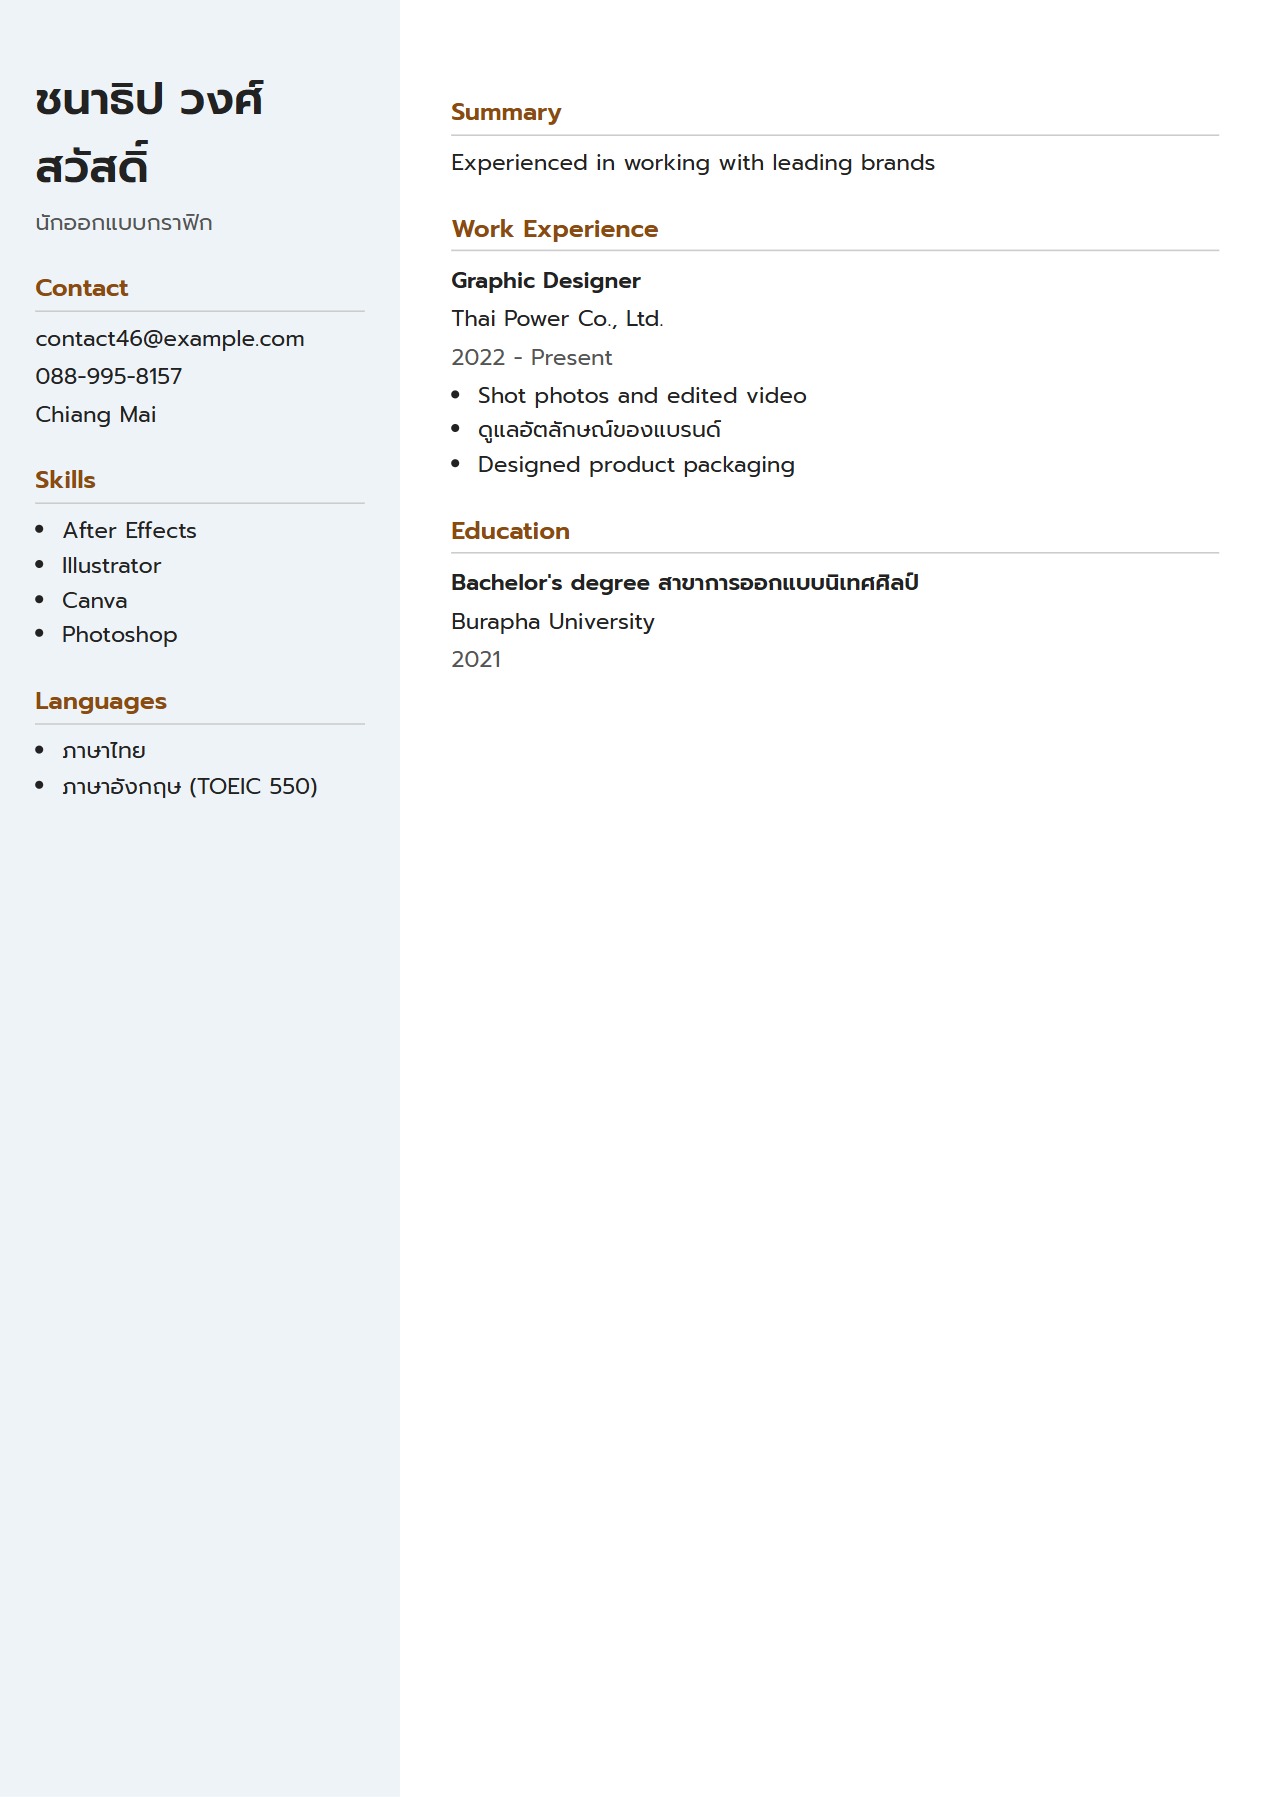 ชนาธิป วงศ์
สวัสดิ์
นักออกแบบกราฟิก
Contact
contact46@example.com
088-995-8157
Chiang Mai
Skills
• After Effects
• Illustrator
• Canva
• Photoshop
Languages
• ภาษาไทย
• ภาษาอังกฤษ (TOEIC 550)
Summary
Experienced in working with leading brands
Work Experience
Graphic Designer
Thai Power Co., Ltd.
2022 - Present
• Shot photos and edited video
• ดูแลอัตลักษณ์ของแบรนด์
• Designed product packaging
Education
Bachelor's degree สาขาการออกแบบนิเทศศิลป์
Burapha University
2021